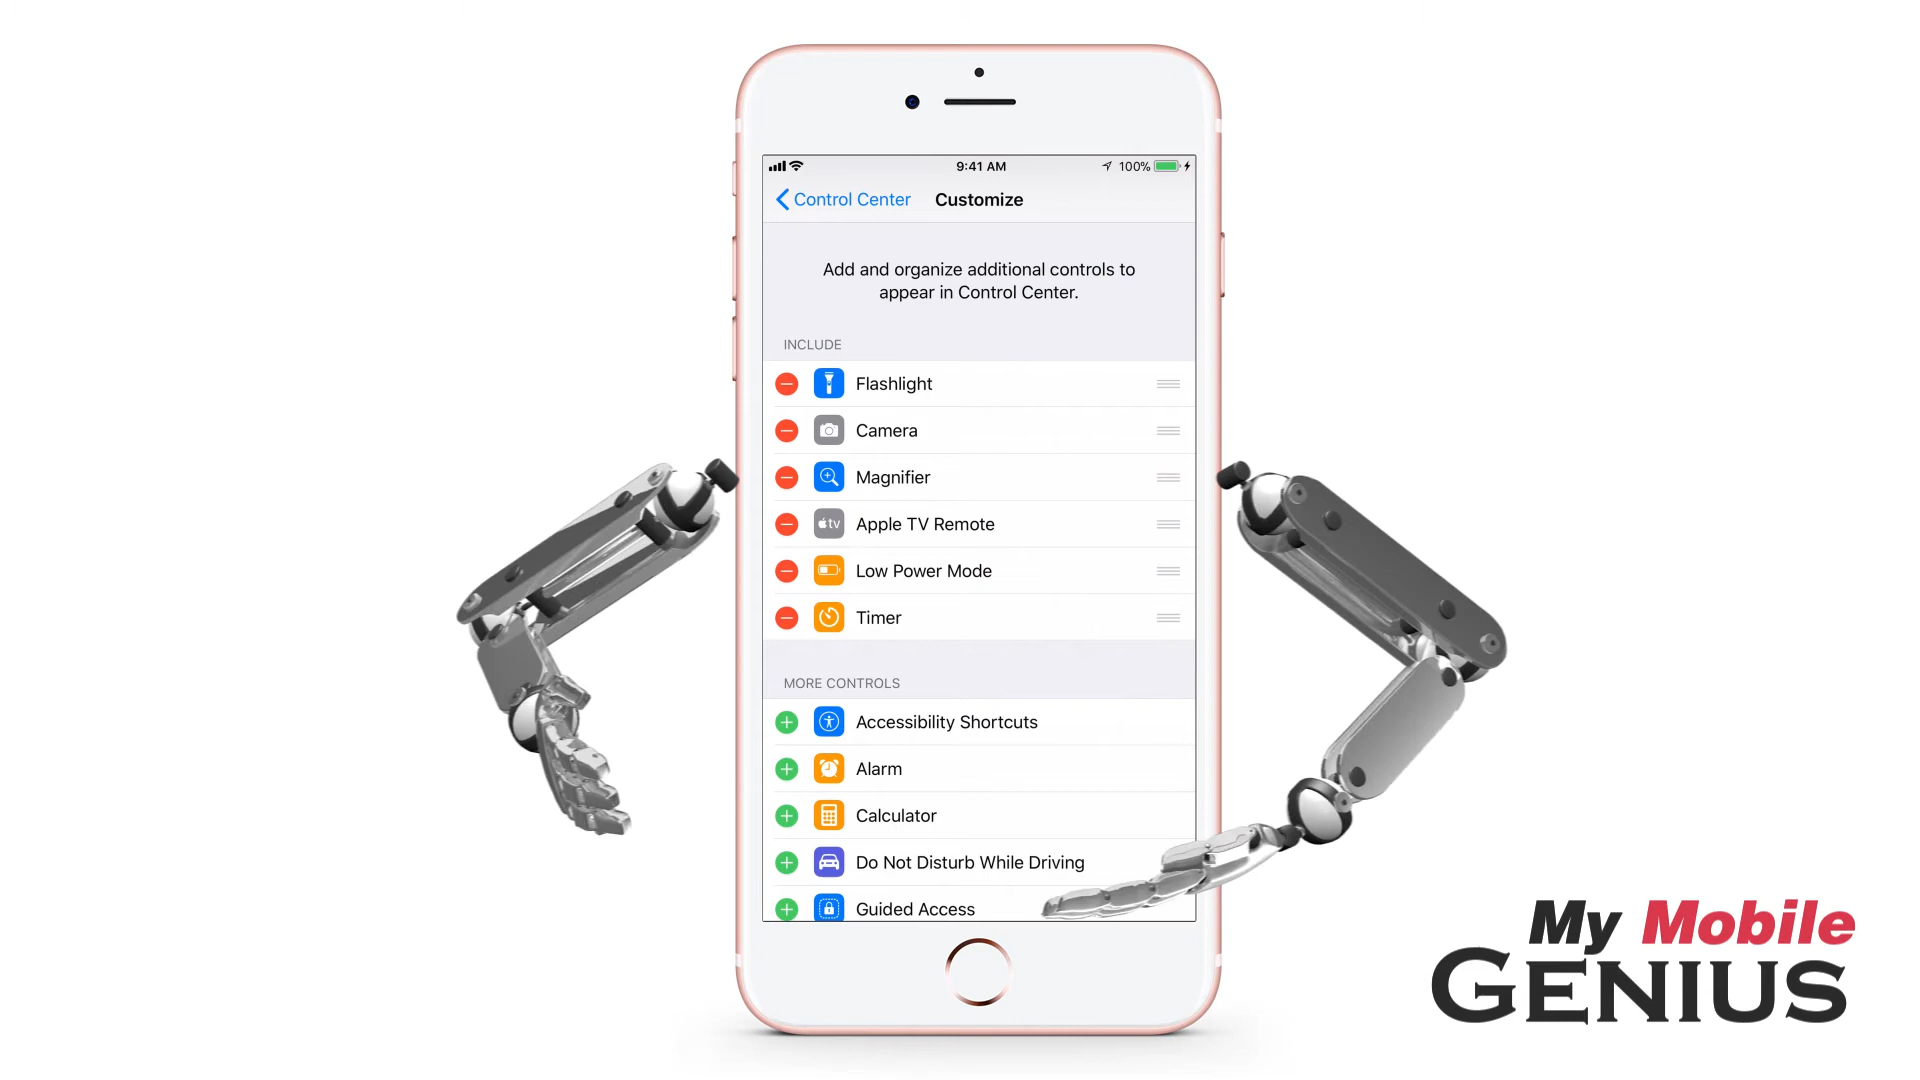 9:41 AM
100%
Control Center
Customize
Add and organize additional controls to
appear in Control Center.
INCLUDE
Flashlight
Camera
Magnifier
tv
Apple TV Remote
Low Power Mode
Timer
MORE CONTROLS
Accessibility Shortcuts
Alarm
Calculator
Do Not Disturb While Driving
Guided Access
My Mobile
GENIUS